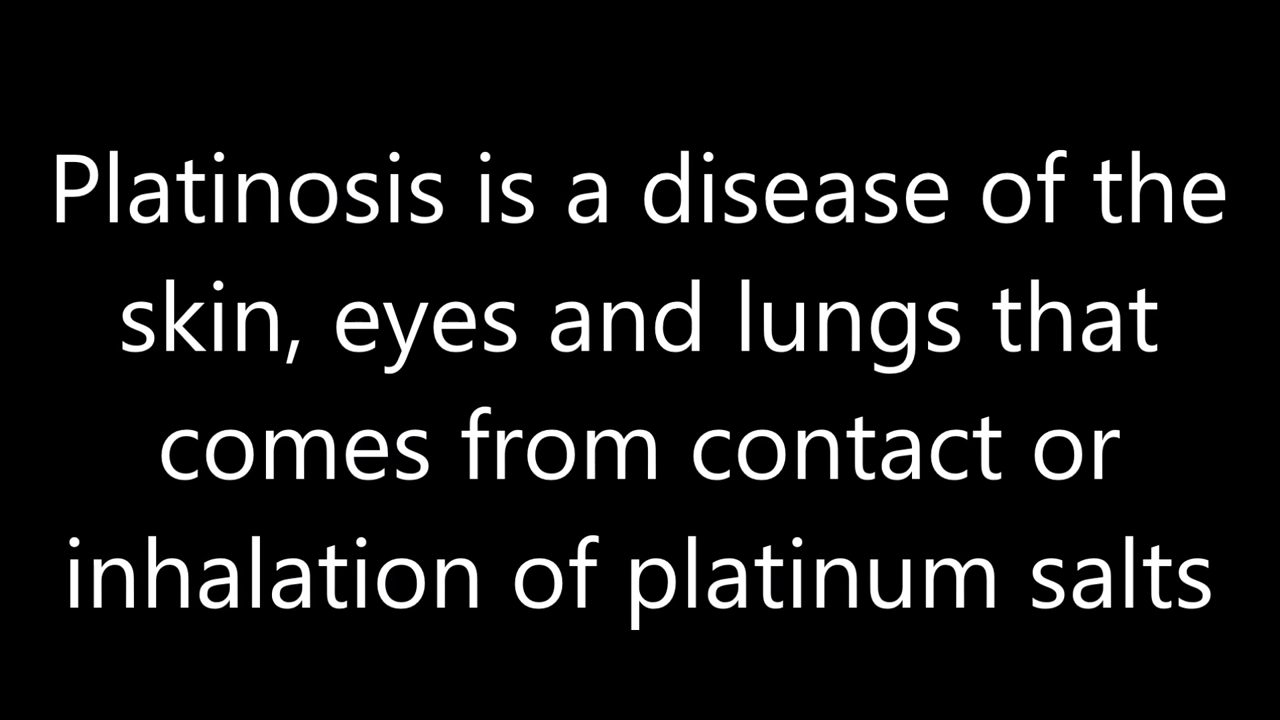 Platinosis is a disease of the
skin, eyes and lungs that
comes from contact or
inhalation of platinum salts